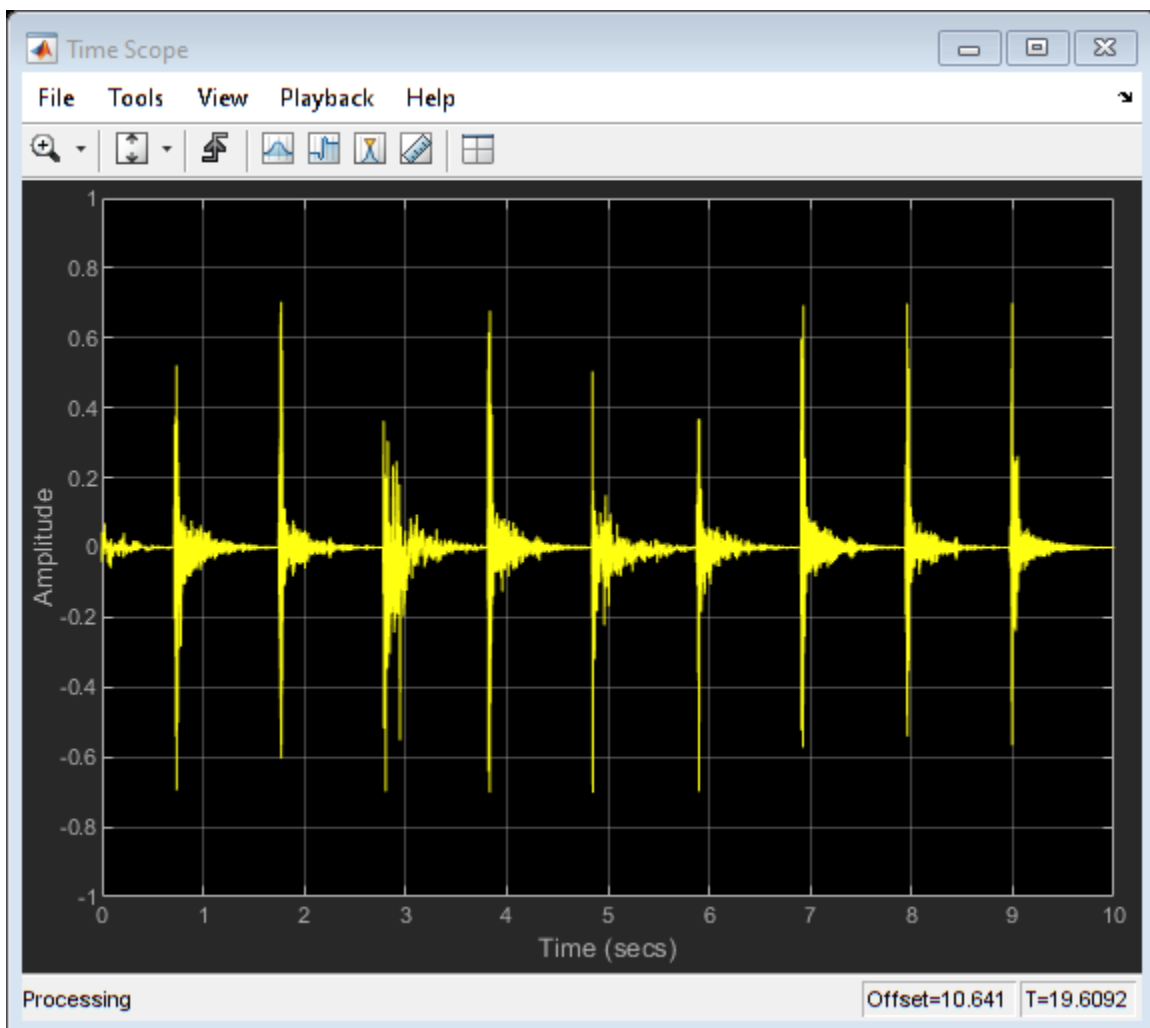 Time Scope
File Tools View Playback Help
1
0.8
0.6
0.4
0.2
0
-0.2
-0.4
-0.6
-0.8
-1
Amplitude
0 1 2 3 4 5 6 7 8 9 10
Time (secs)
Processing Offset=10.641 T=19.6092